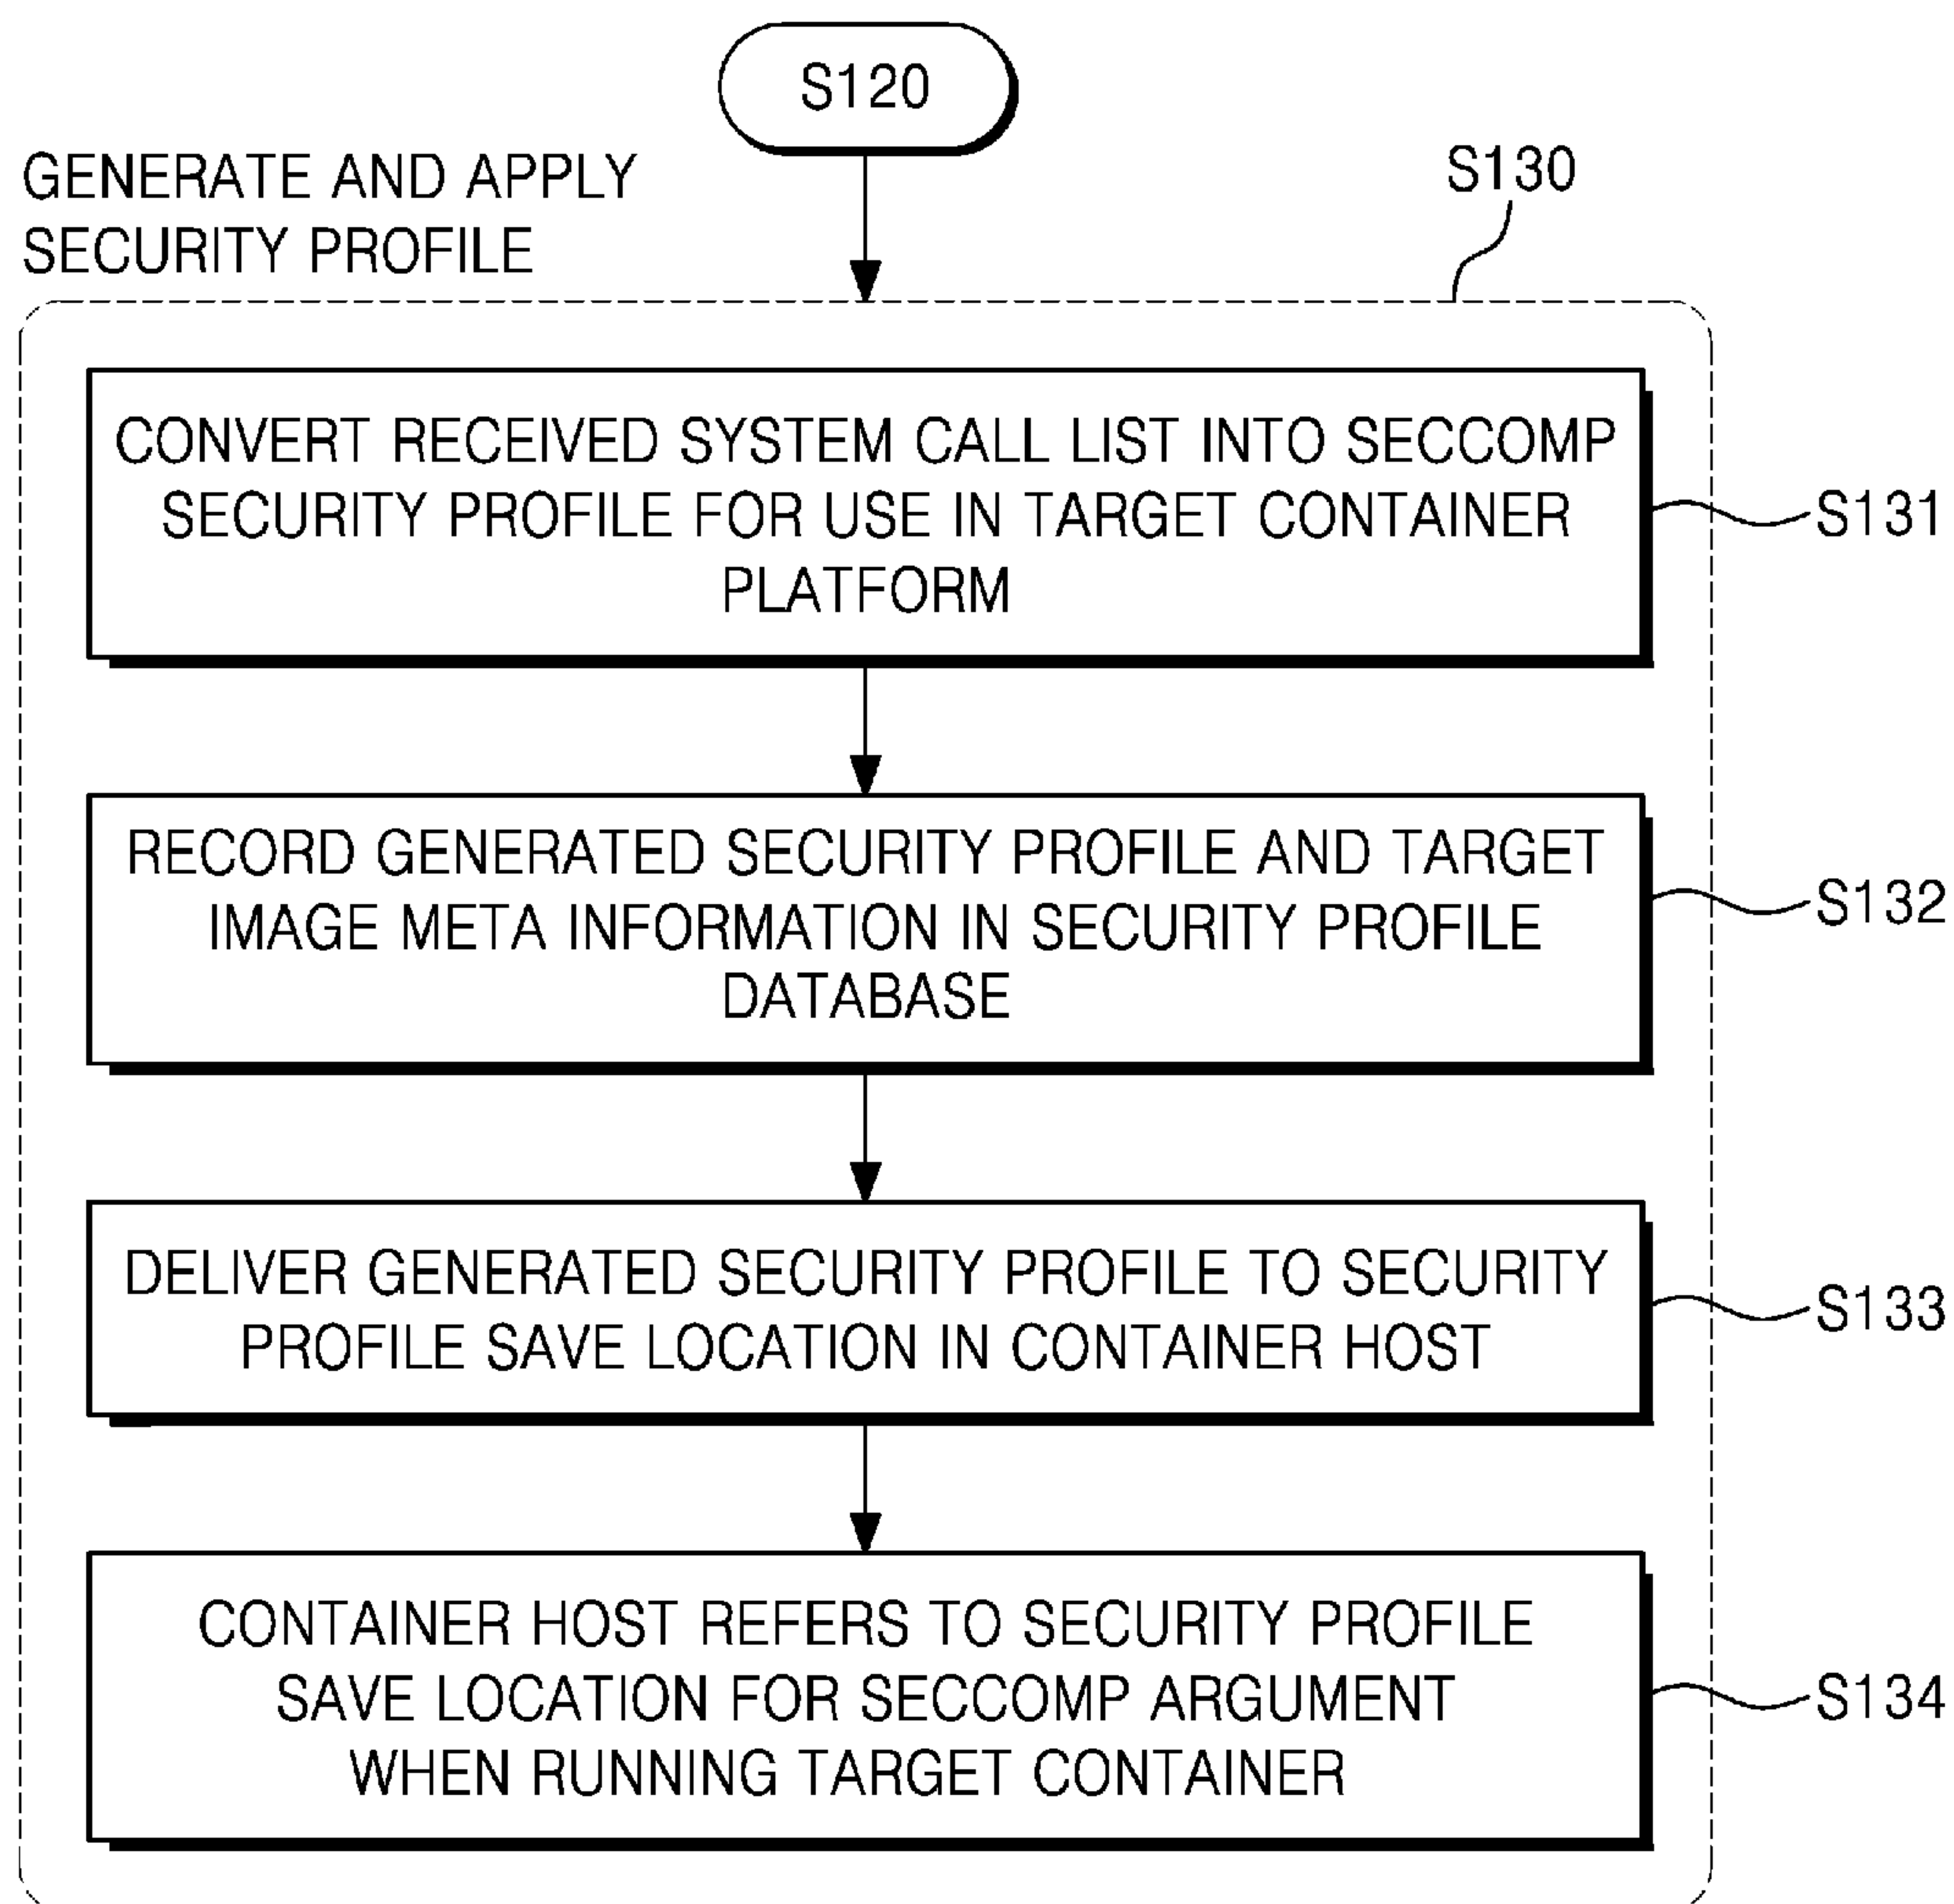 S120
GENERATE AND APPLY
SECURITY PROFILE
S130
CONVERT RECEIVED SYSTEM CALL LIST INTO SECCOMP
SECURITY PROFILE FOR USE IN TARGET CONTAINER
PLATFORM
S131
RECORD GENERATED SECURITY PROFILE AND TARGET
IMAGE META INFORMATION IN SECURITY PROFILE
DATABASE
S132
DELIVER GENERATED SECURITY PROFILE TO SECURITY
PROFILE SAVE LOCATION IN CONTAINER HOST
S133
CONTAINER HOST REFERS TO SECURITY PROFILE
SAVE LOCATION FOR SECCOMP ARGUMENT
WHEN RUNNING TARGET CONTAINER
S134